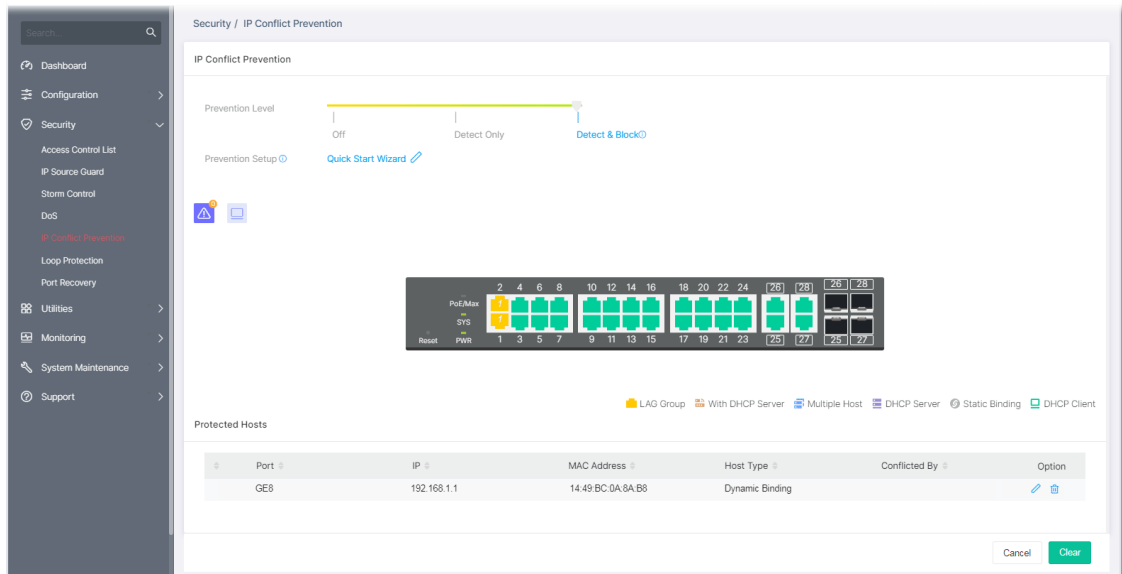 Search...
Dashboard
Configuration
Security
Access Control List
IP Source Guard
Storm Control
DoS
IP Conflict Prevention
Loop Protection
Port Recovery
Utilities
Monitoring
System Maintenance
Support
Security / IP Conflict Prevention
IP Conflict Prevention
Prevention Level
Off Detect Only Detect & Block
Prevention Setup Quick Start Wizard
0
2 4 6 8 10 12 14 16 18 20 22 24 26 28 26 28
PoE/Max
SYS
Reset PWR 1 3 5 7 9 11 13 15 17 19 21 23 25 27 25 27
LAG Group With DHCP Server Multiple Host DHCP Server Static Binding DHCP Client
Protected Hosts
Port IP MAC Address Host Type Conflicted By Option
GE8 192.168.1.1 14:49:BC:0A:8A:B8 Dynamic Binding
Cancel Clear